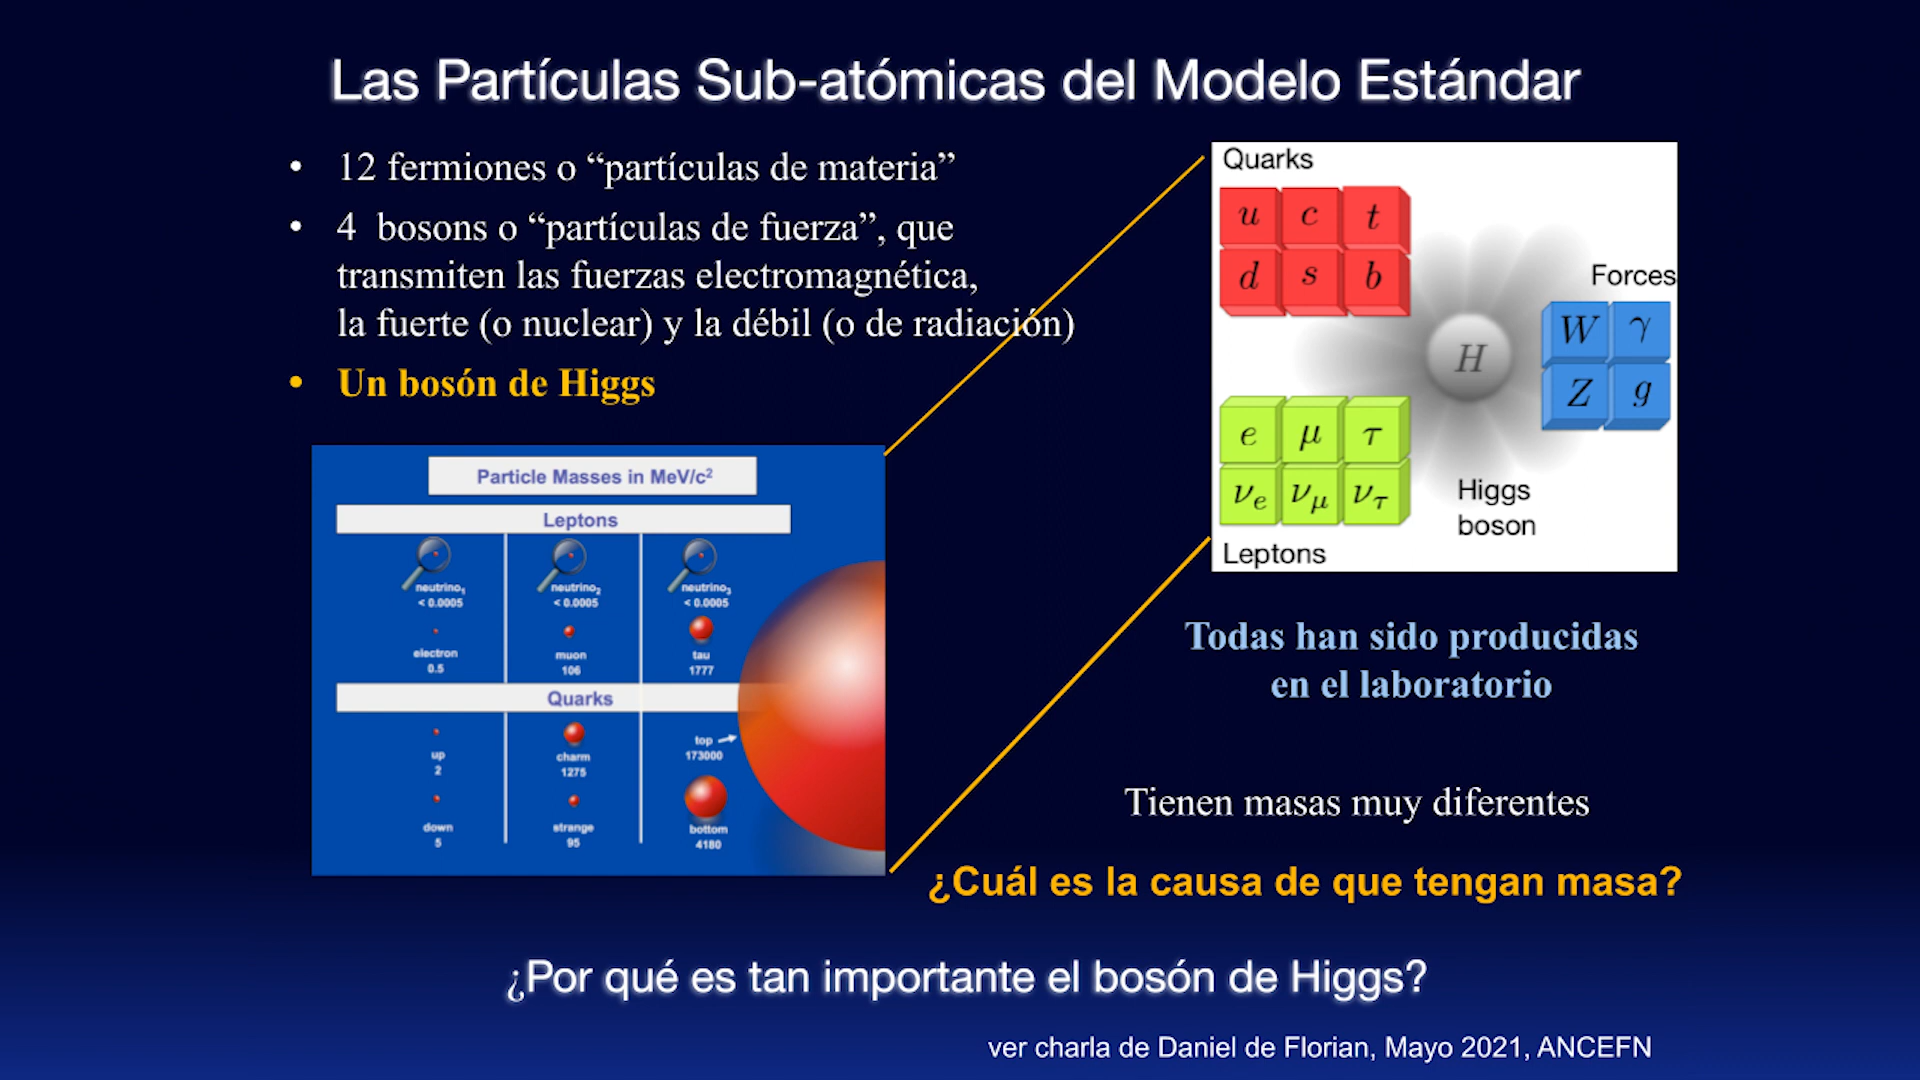 Las Partículas Sub-atómicas del Modelo Estándar
• 12 fermiones o “partículas de materia”
• 4 bosons o “partículas de fuerza”, que
transmiten las fuerzas electromagnética,
la fuerte (o nuclear) y la débil (o de radiación)
• Un bosón de Higgs
Particle Masses in MeV/c²
Leptons
neutrino₁ neutrino₂ neutrino₃
< 0.0005 < 0.0005 < 0.0005
electron muon tau
0.5 106 1777
Quarks
up charm top
2 1275 173000
down strange bottom
5 95 4180
Quarks
u c t
d s b
Forces
W γ
Z g
H
e μ τ
νe νμ ντ
Higgs
boson
Leptons
Todas han sido producidas
en el laboratorio
Tienen masas muy diferentes
¿Cuál es la causa de que tengan masa?
¿Por qué es tan importante el bosón de Higgs?
ver charla de Daniel de Florian, Mayo 2021, ANCEFN